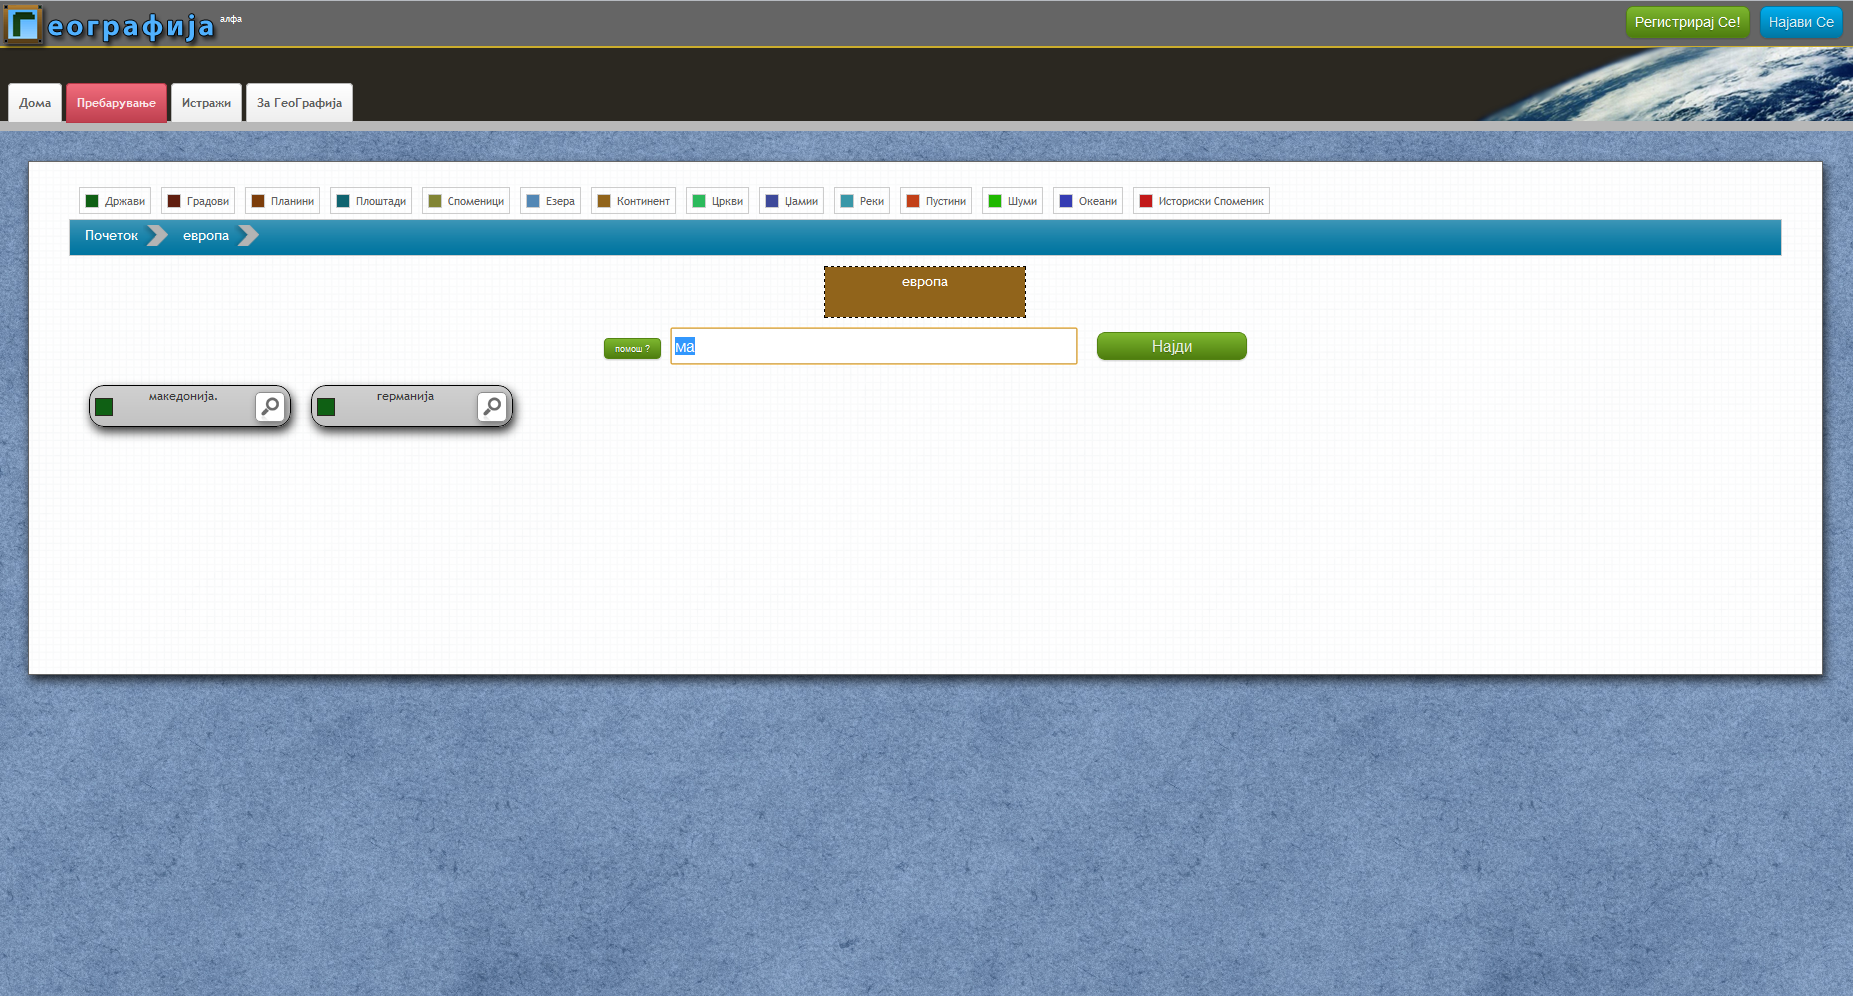 Географија алфа
Регистрирај Се! Најави Се
Дома Пребарување Истражи За ГеоГрафија
Држави Градови Планини Плоштади Споменици Езера Континент Цркви Џамии Реки Пустини Шуми Океани Историски Споменик
Почеток европа
европа
помош ? ма Најди
македонија. германија